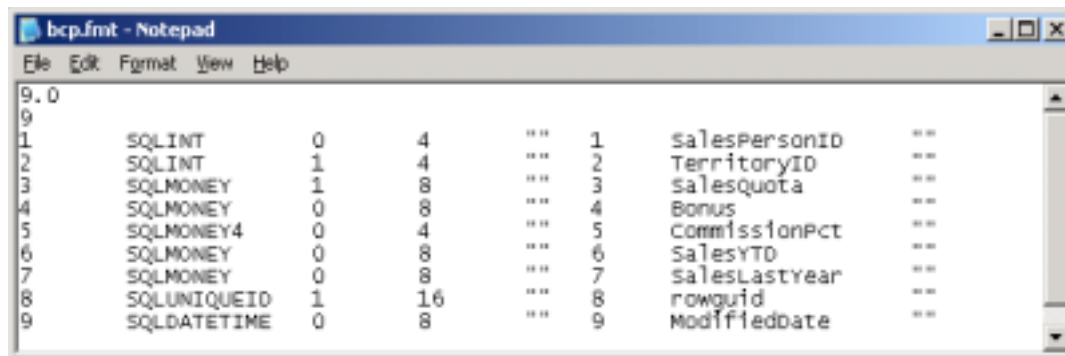 bcp.fmt - Notepad
File Edit Format View Help
9.0
9
1 SQLINT 0 4 "" 1 SalesPersonID ""
2 SQLINT 1 4 "" 2 TerritoryID ""
3 SQLMONEY 1 8 "" 3 SalesQuota ""
4 SQLMONEY 0 8 "" 4 Bonus ""
5 SQLMONEY4 0 4 "" 5 CommissionPct ""
6 SQLMONEY 0 8 "" 6 SalesYTD ""
7 SQLMONEY 0 8 "" 7 SalesLastYear ""
8 SQLUNIQUEID 1 16 "" 8 rowguid ""
9 SQLDATETIME 0 8 "" 9 ModifiedDate ""